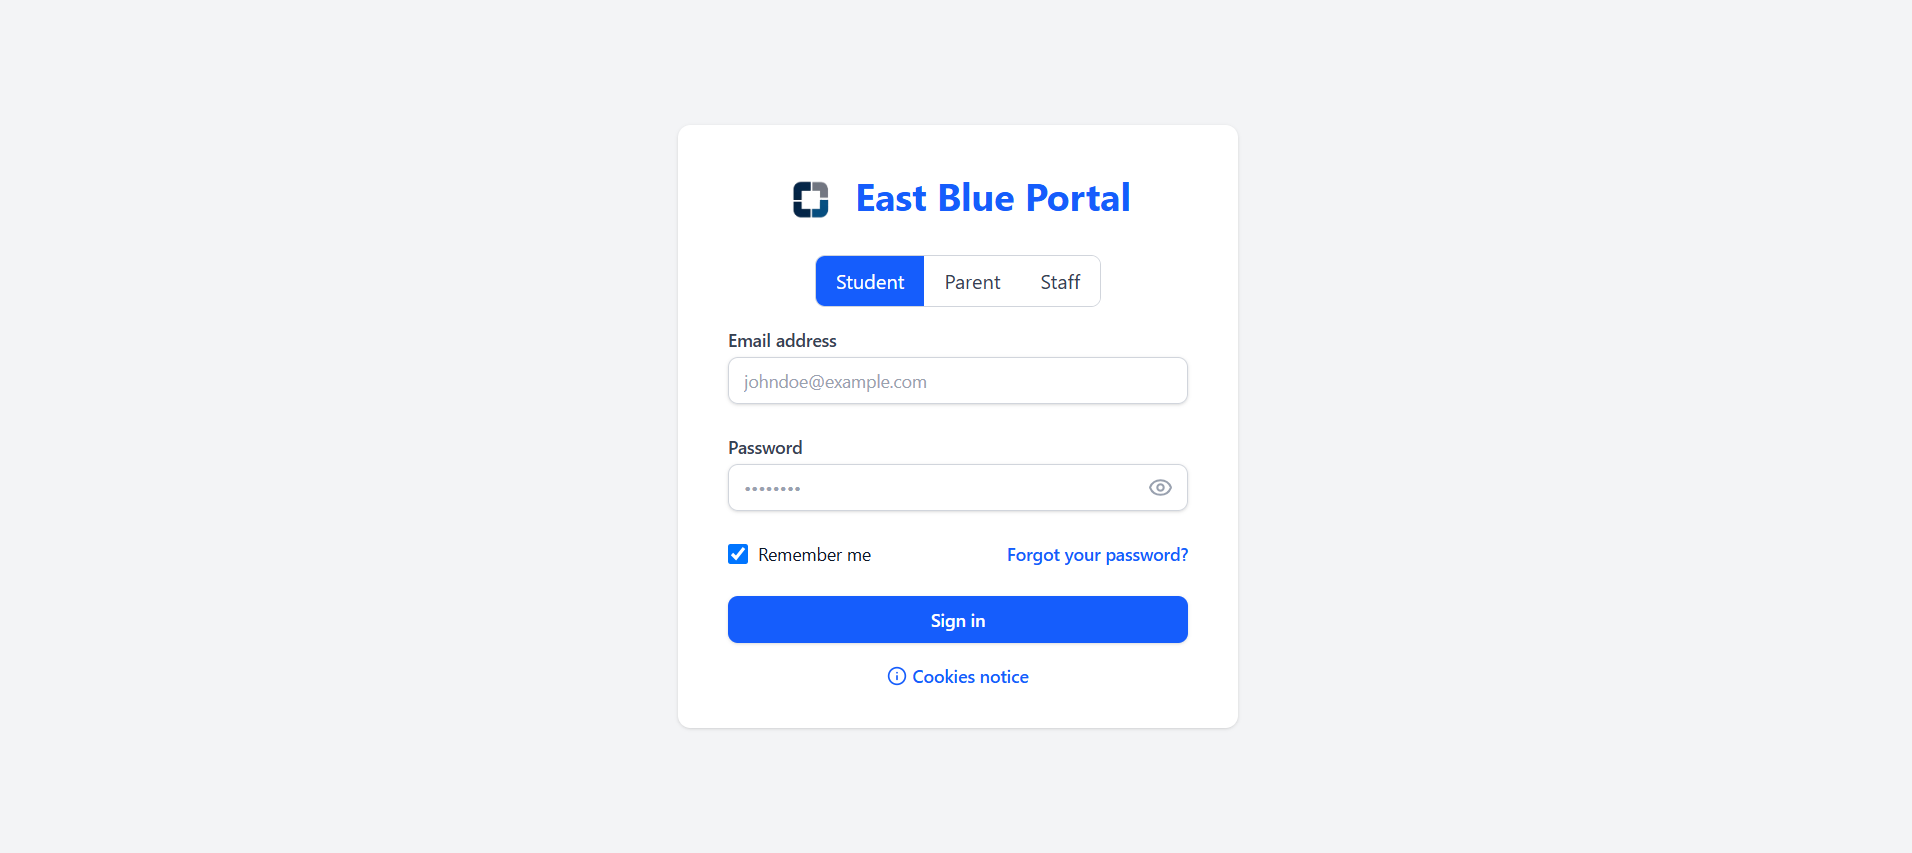 East Blue Portal
Student Parent Staff
Email address
johndoe@example.com
Password
••••••••
Remember me Forgot your password?
Sign in
Cookies notice